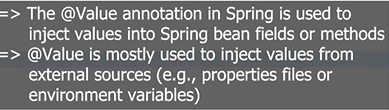 => The @Value annotation in Spring is used to
inject values into Spring bean fields or methods
=> @Value is mostly used to inject values from
external sources (e.g., properties files or
environment variables)